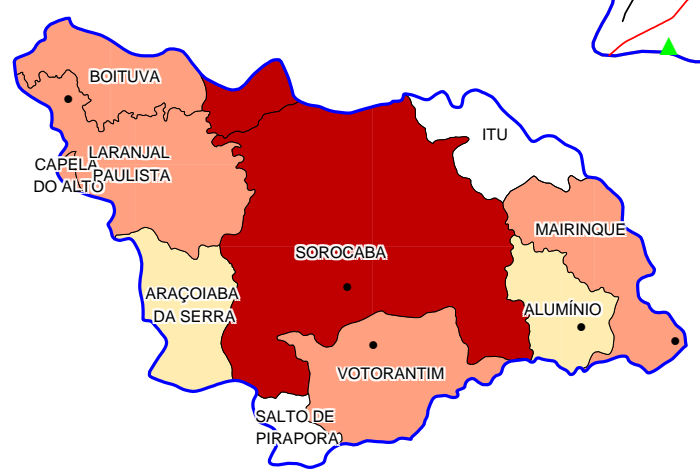 BOITUVA
ITU
LARANJAL
PAULISTA
CAPELA
DO ALTO
MAIRINQUE
SOROCABA
ARAÇOIABA
DA SERRA
ALUMÍNIO
VOTORANTIM
SALTO DE
PIRAPORA